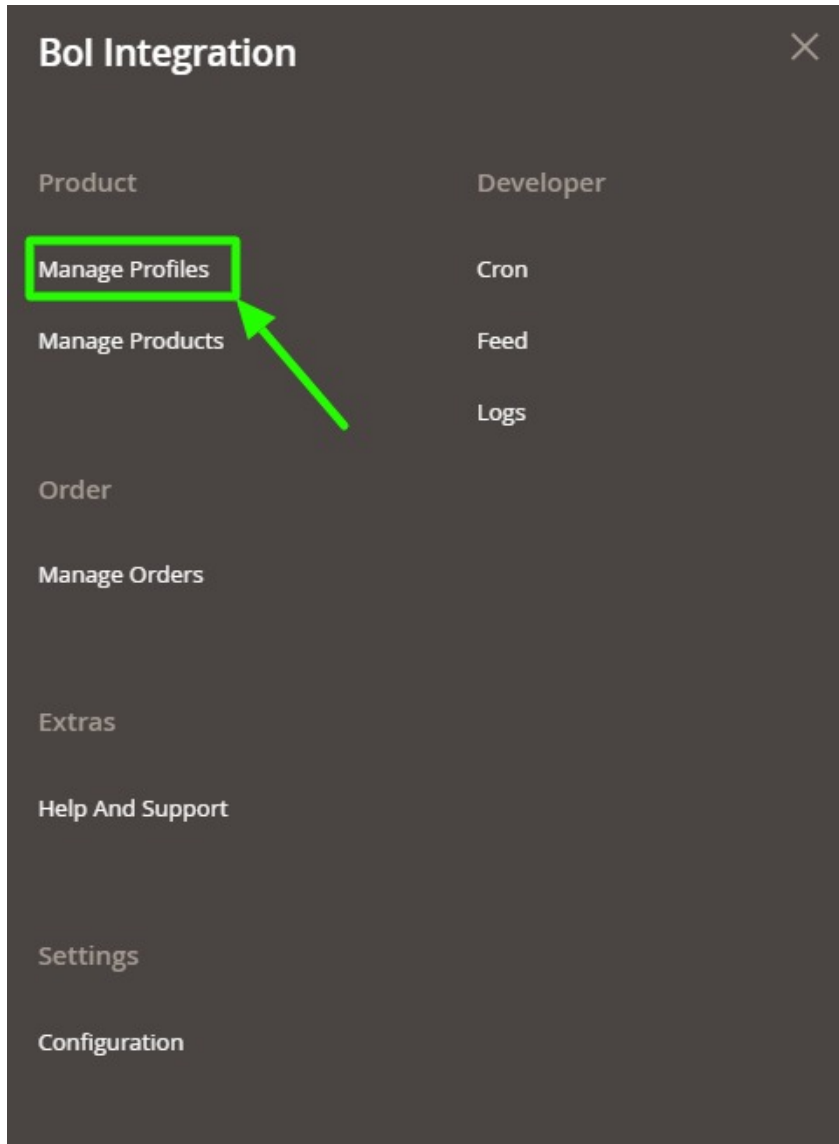 Bol Integration
Product
Manage Profiles
Manage Products
Order
Manage Orders
Extras
Help And Support
Settings
Configuration
Developer
Cron
Feed
Logs